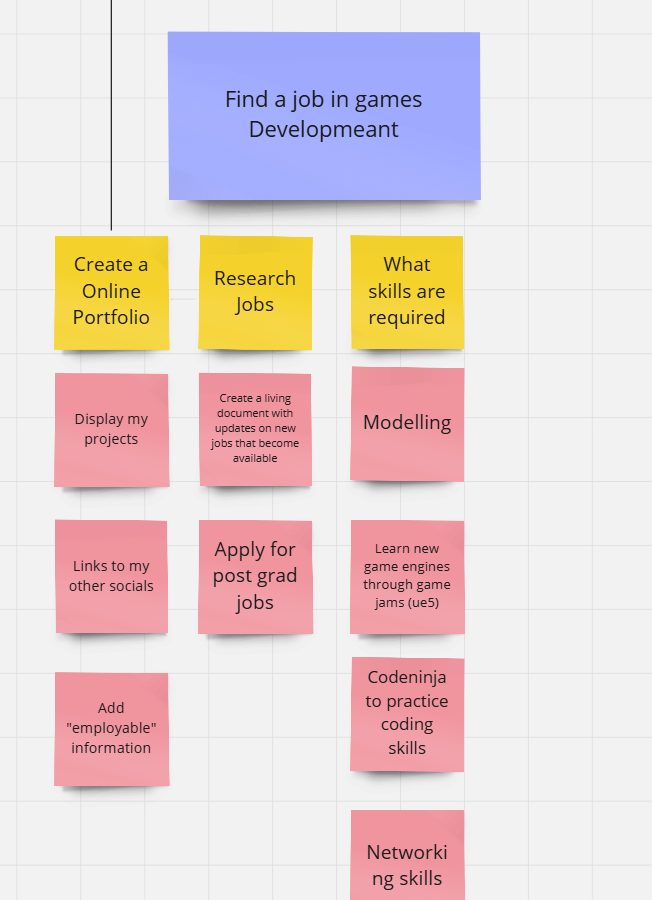 Find a job in games
Developmeant
Create a
Online
Portfolio
Display my
projects
Links to my
other socials
Add
"employable"
information
Research
Jobs
Create a living
document with
updates on new
jobs that become
available
Apply for
post grad
jobs
What
skills are
required
Modelling
Learn new
game engines
through game
jams (ue5)
Codeninja
to practice
coding
skills
Networki
ng skills